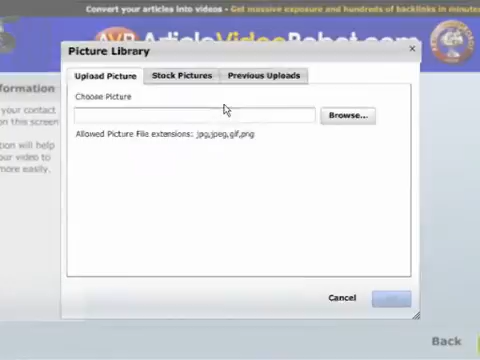 Convert your articles into videos - Get massive exposure and hundreds of backlinks in minutes
ArticleVideoRobot.com
Picture Library
Upload Picture
Stock Pictures
Previous Uploads
Choose Picture
Browse...
Allowed Picture File extensions: jpg,jpeg,gif,png
formation
your contact
on this screen
tion will help
our video to
more easily.
Cancel
Back